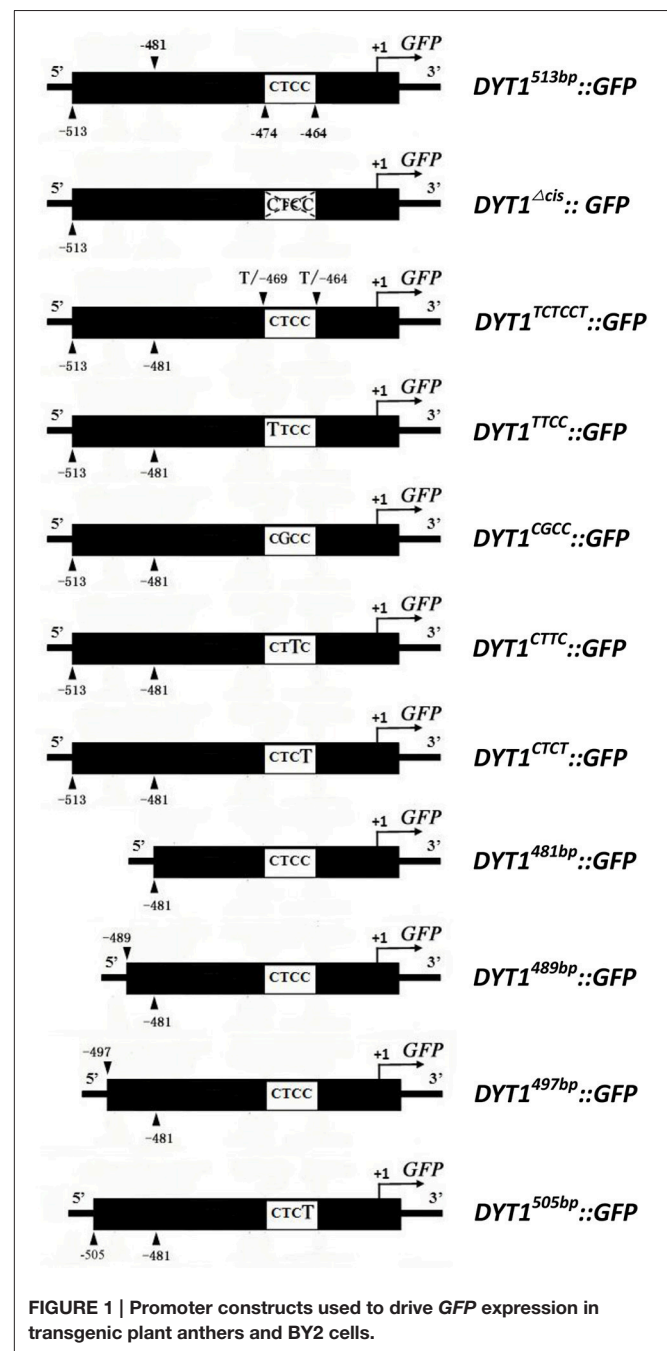 -481 +1 GFP
5' CTCC 3' DYT1^513bp::GFP
−513 -474 -464
+1 GFP
5' CTCC 3' DYT1^△cis:: GFP
−513
T/−469 T/−464 +1 GFP
5' CTCC 3' DYT1^TCTCCT::GFP
−513 −481
+1 GFP
5' TTCC 3' DYT1^TTCC::GFP
−513 −481
+1 GFP
5' CGCC 3' DYT1^CGCC::GFP
−513 −481
+1 GFP
5' CTTC 3' DYT1^CTTC::GFP
−513 −481
+1 GFP
5' CTCT 3' DYT1^CTCT::GFP
−513 −481
+1 GFP
5' CTCC 3' DYT1^481bp::GFP
−481
−489 +1 GFP
5' CTCC 3' DYT1^489bp::GFP
−481
−497 +1 GFP
5' CTCC 3' DYT1^497bp::GFP
−481
+1 GFP
5' CTCT 3' DYT1^505bp::GFP
-505 −481
FIGURE 1 | Promoter constructs used to drive GFP expression in
transgenic plant anthers and BY2 cells.